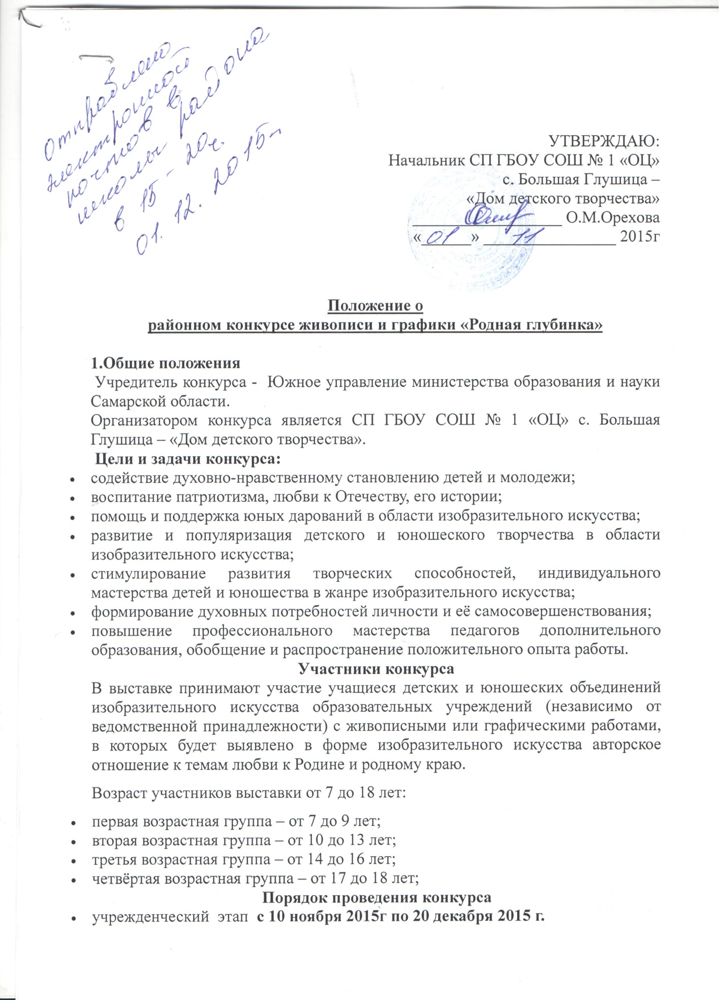 Отправлено
электронной
почтой в
школы района
в 15 - 20ч.
01. 12. 2015г
УТВЕРЖДАЮ:
Начальник СП ГБОУ СОШ № 1 «ОЦ»
с. Большая Глушица –
«Дом детского творчества»
О.М.Орехова
«01» 11 2015г
Положение о
районном конкурсе живописи и графики «Родная глубинка»
1.Общие положения
Учредитель конкурса - Южное управление министерства образования и науки
Самарской области.
Организатором конкурса является СП ГБОУ СОШ № 1 «ОЦ» с. Большая
Глушица – «Дом детского творчества».
Цели и задачи конкурса:
• содействие духовно-нравственному становлению детей и молодежи;
• воспитание патриотизма, любви к Отечеству, его истории;
• помощь и поддержка юных дарований в области изобразительного искусства;
• развитие и популяризация детского и юношеского творчества в области
изобразительного искусства;
• стимулирование развития творческих способностей, индивидуального
мастерства детей и юношества в жанре изобразительного искусства;
• формирование духовных потребностей личности и её самосовершенствования;
• повышение профессионального мастерства педагогов дополнительного
образования, обобщение и распространение положительного опыта работы.
Участники конкурса
В выставке принимают участие учащиеся детских и юношеских объединений
изобразительного искусства образовательных учреждений (независимо от
ведомственной принадлежности) с живописными или графическими работами,
в которых будет выявлено в форме изобразительного искусства авторское
отношение к темам любви к Родине и родному краю.
Возраст участников выставки от 7 до 18 лет:
• первая возрастная группа – от 7 до 9 лет;
• вторая возрастная группа – от 10 до 13 лет;
• третья возрастная группа – от 14 до 16 лет;
• четвёртая возрастная группа – от 17 до 18 лет;
Порядок проведения конкурса
• учрежденческий этап с 10 ноября 2015г по 20 декабря 2015 г.